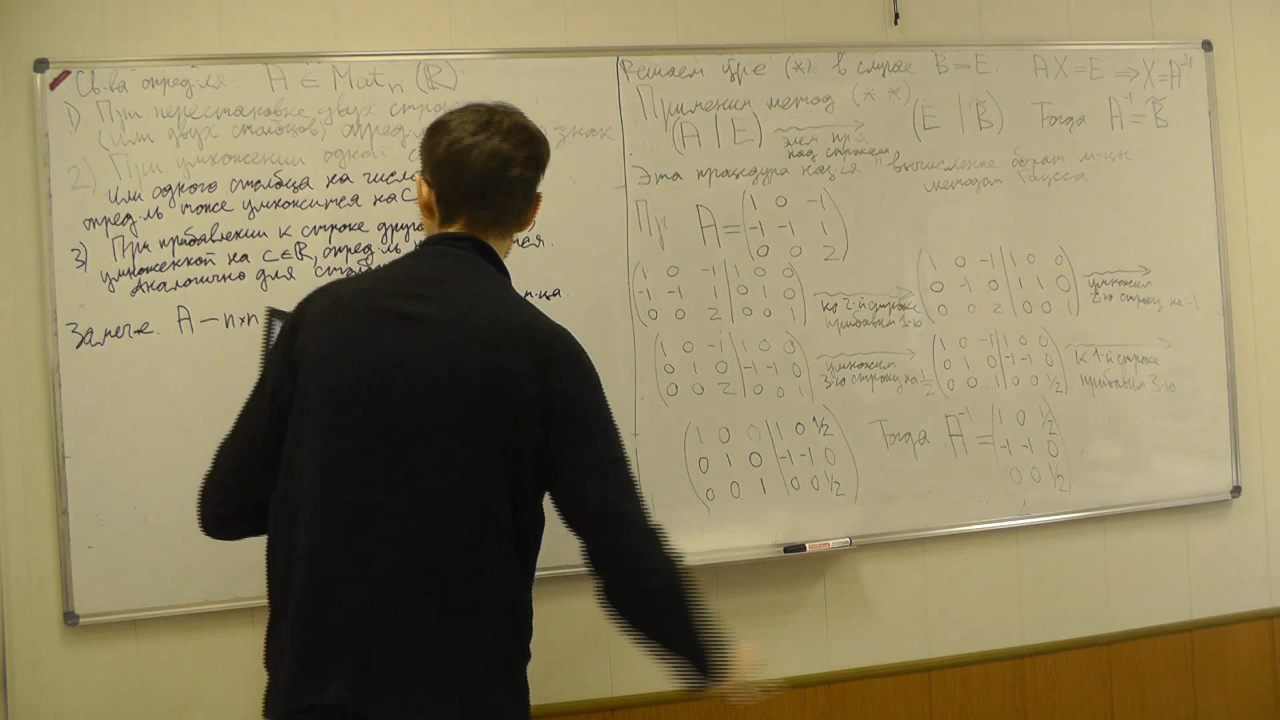 Св-ва определ-ля. A ∈ Mat_n (ℝ)
1) При перестановке двух стро
(или двух столбцов) опред-л знак
2) При умножении одной с
или одного столбца на число
опред-ль тоже умножится на с
3) При прибавлении к строке друго
умноженной на c∈ℝ, опред-ль тся.
Аналогично для столб
Замеч. A – n×n ица.
Решаем ур-е (*) в случае B=E. AX=E ⇒ X=A⁻¹
Применим метод (**)
(A | E) элем. пр-я над строками (E | B̃) Тогда A⁻¹=B̃
Эта процедура наз-ся "вычисление обрат. м-цы
методом Гаусса"
Пр. A=
1 0 -1
-1 -1 1
0 0 2
1 0 -1 | 1 0 0
-1 -1 1 | 0 1 0
0 0 2 | 0 0 1
ко 2-й строке
прибавим 1-ю
1 0 -1 | 1 0 0
0 -1 0 | 1 1 0
0 0 2 | 0 0 1
умножим
2-ю строку на -1
1 0 -1 | 1 0 0
0 1 0 | -1 -1 0
0 0 2 | 0 0 1
умножим
3-ю строку на 1/2
1 0 -1 | 1 0 0
0 1 0 | -1 -1 0
0 0 1 | 0 0 1/2
к 1-й строке
прибавим 3-ю
1 0 0 | 1 0 1/2
0 1 0 | -1 -1 0
0 0 1 | 0 0 1/2
Тогда A⁻¹=
1 0 1/2
-1 -1 0
0 0 1/2